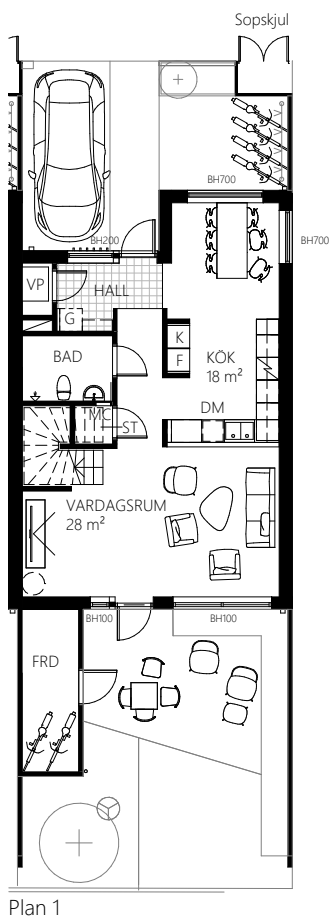 Sopskjul
BH700
BH700
BH200
VP
HALL
G
K
F
KÖK
18 m²
BAD
DM
TMC
ST
VARDAGSRUM
28 m²
BH100
BH100
FRD
Plan 1